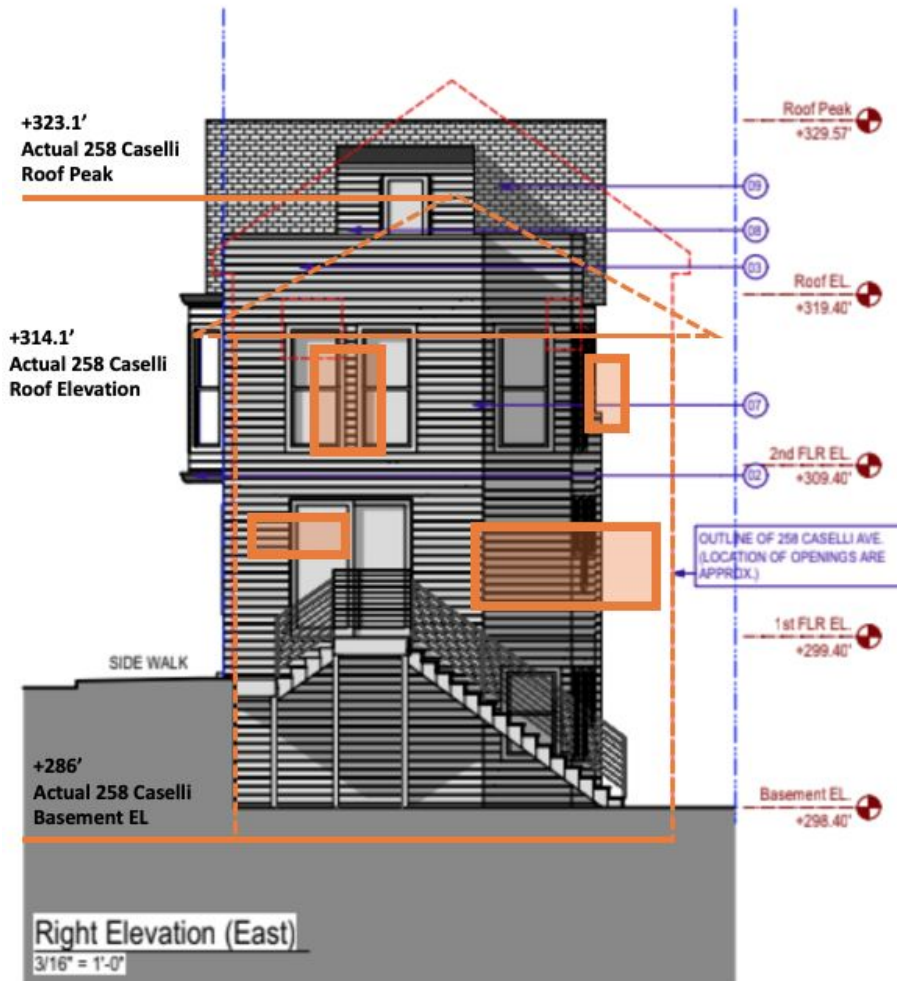 Roof Peak
+329.57'
+323.1'
Actual 258 Caselli
Roof Peak
09
08
03
Roof EL.
+319.40'
+314.1'
Actual 258 Caselli
Roof Elevation
07
2nd FLR EL.
+309.40'
02
OUTLINE OF 258 CASELLI AVE.
(LOCATION OF OPENINGS ARE
APPROX.)
1st FLR EL.
+299.40'
SIDE WALK
+286'
Actual 258 Caselli
Basement EL
Basement EL.
+298.40'
Right Elevation (East)
3/16" = 1'-0"